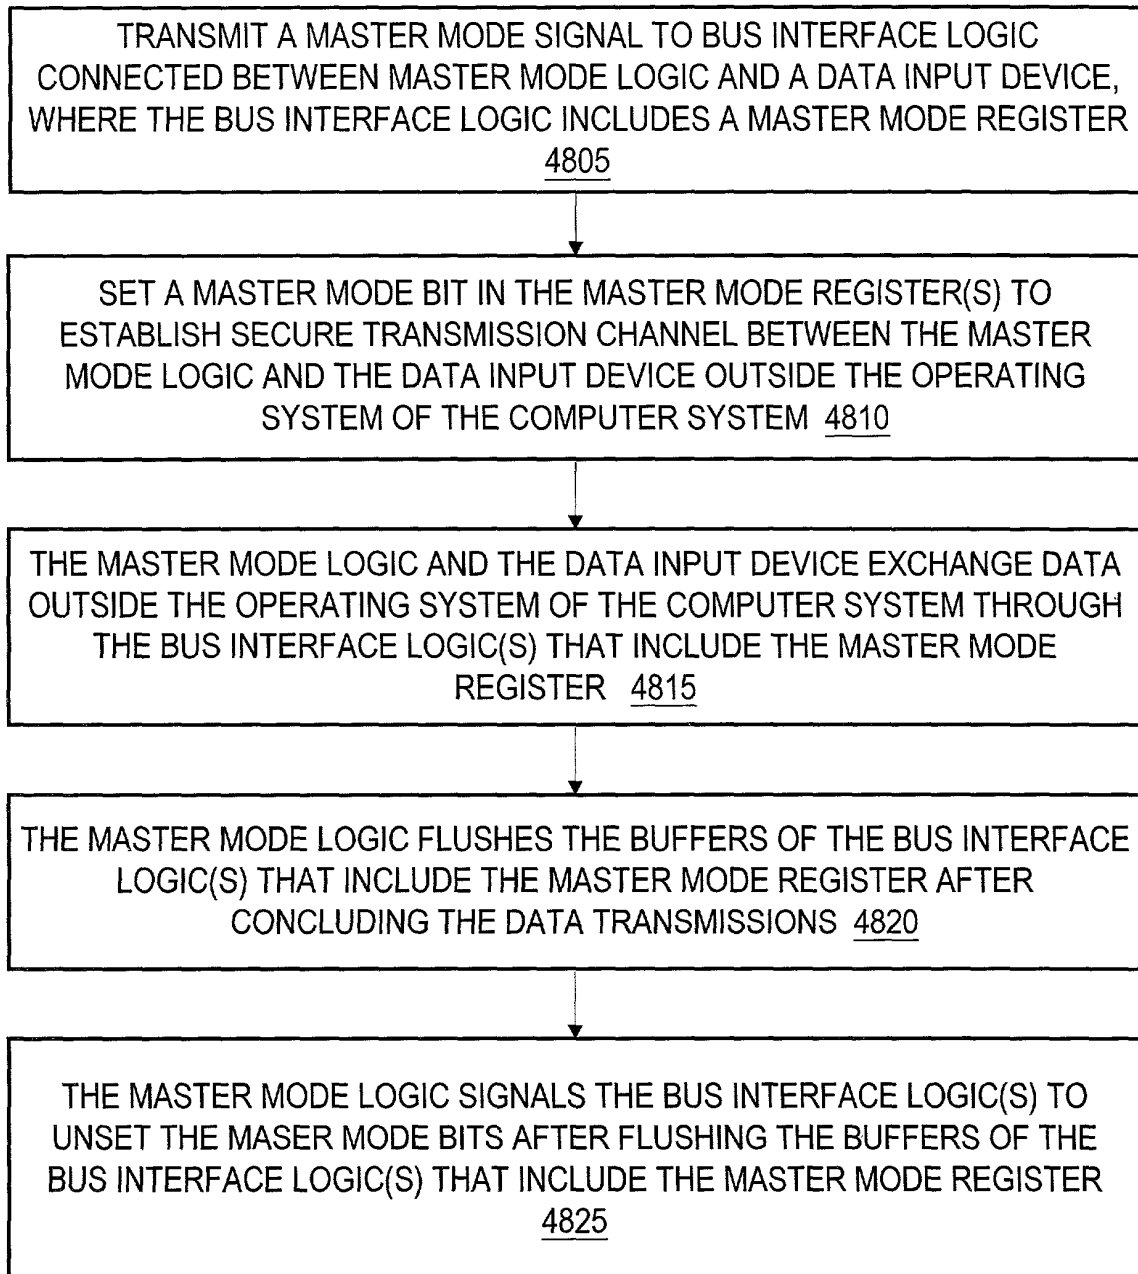 TRANSMIT A MASTER MODE SIGNAL TO BUS INTERFACE LOGIC
CONNECTED BETWEEN MASTER MODE LOGIC AND A DATA INPUT DEVICE,
WHERE THE BUS INTERFACE LOGIC INCLUDES A MASTER MODE REGISTER
4805
SET A MASTER MODE BIT IN THE MASTER MODE REGISTER(S) TO
ESTABLISH SECURE TRANSMISSION CHANNEL BETWEEN THE MASTER
MODE LOGIC AND THE DATA INPUT DEVICE OUTSIDE THE OPERATING
SYSTEM OF THE COMPUTER SYSTEM 4810
THE MASTER MODE LOGIC AND THE DATA INPUT DEVICE EXCHANGE DATA
OUTSIDE THE OPERATING SYSTEM OF THE COMPUTER SYSTEM THROUGH
THE BUS INTERFACE LOGIC(S) THAT INCLUDE THE MASTER MODE
REGISTER 4815
THE MASTER MODE LOGIC FLUSHES THE BUFFERS OF THE BUS INTERFACE
LOGIC(S) THAT INCLUDE THE MASTER MODE REGISTER AFTER
CONCLUDING THE DATA TRANSMISSIONS 4820
THE MASTER MODE LOGIC SIGNALS THE BUS INTERFACE LOGIC(S) TO
UNSET THE MASER MODE BITS AFTER FLUSHING THE BUFFERS OF THE
BUS INTERFACE LOGIC(S) THAT INCLUDE THE MASTER MODE REGISTER
4825